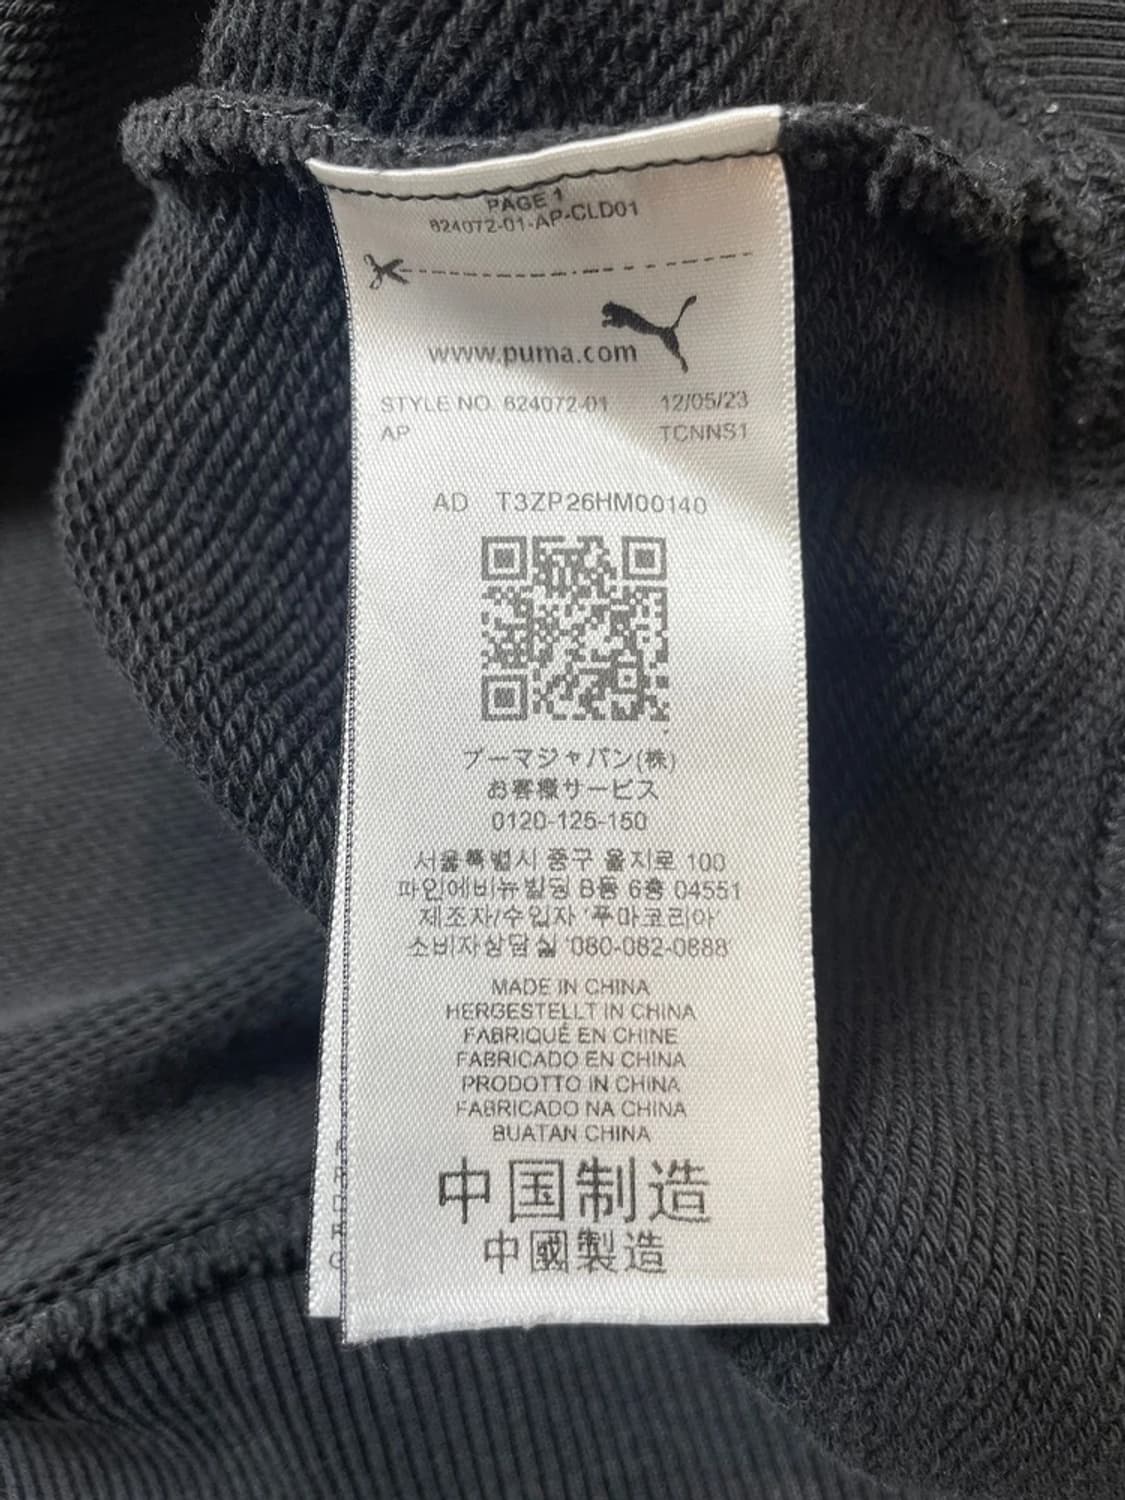 PAGE 1
624072-01-AP-CLD01
www.puma.com
STYLE NO. 624072-01 12/05/23
AP TCNNS1
AD T3ZP26HM00140
プーマジャパン(株)
お客様サービス
0120-125-150
서울특별시 중구 을지로 100
파인에비뉴빌딩 B동 6층 04551
제조자/수입자 '푸마코리아'
소비자상담실 '080-082-0888'
MADE IN CHINA
HERGESTELLT IN CHINA
FABRIQUÉ EN CHINE
FABRICADO EN CHINA
PRODOTTO IN CHINA
FABRICADO NA CHINA
BUATAN CHINA
中国制造
中國製造